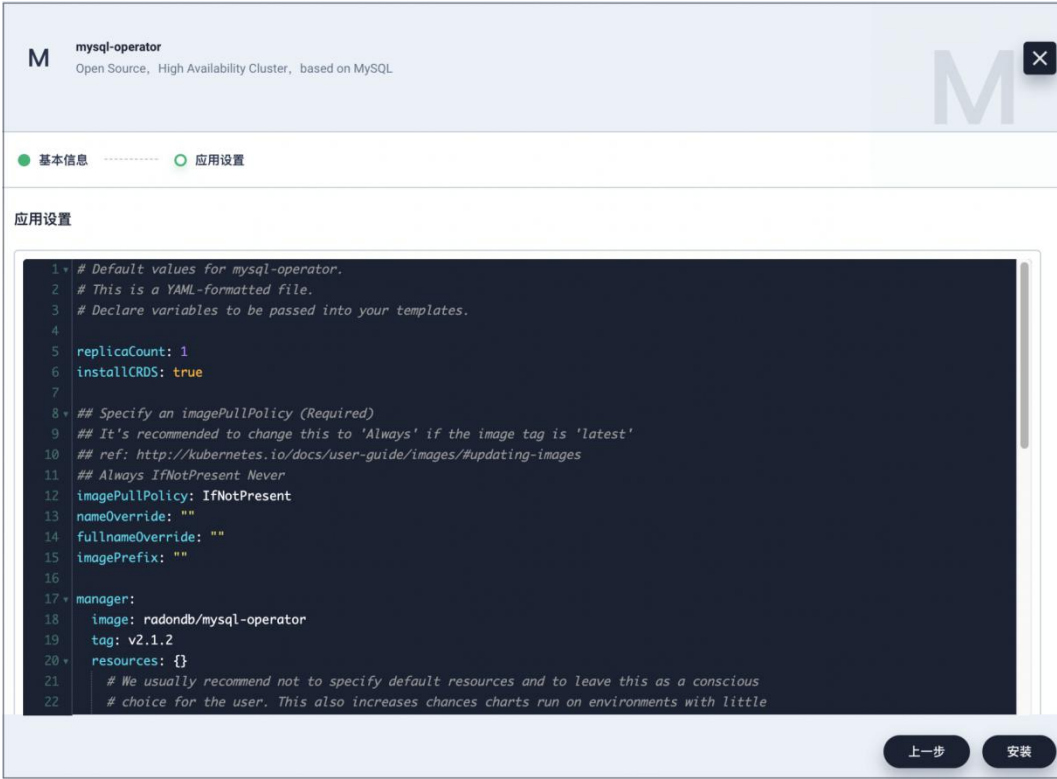 M
mysql-operator
Open Source, High Availability Cluster, based on MySQL
M
基本信息
应用设置
应用设置
1 # Default values for mysql-operator.
2 # This is a YAML-formatted file.
3 # Declare variables to be passed into your templates.
4
5 replicaCount: 1
6 installCRDS: true
7
8 ## Specify an imagePullPolicy (Required)
9 ## It's recommended to change this to 'Always' if the image tag is 'latest'
10 ## ref: http://kubernetes.io/docs/user-guide/images/#updating-images
11 ## Always IfNotPresent Never
12 imagePullPolicy: IfNotPresent
13 nameOverride: ""
14 fullnameOverride: ""
15 imagePrefix: ""
16
17 manager:
18   image: radondb/mysql-operator
19   tag: v2.1.2
20   resources: {}
21     # We usually recommend not to specify default resources and to leave this as a conscious
22     # choice for the user. This also increases chances charts run on environments with little
上一步
安装